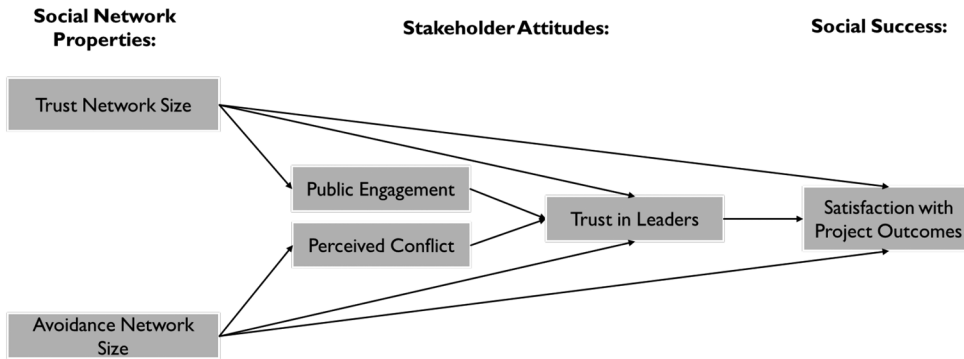 Social Network
Properties:
Stakeholder Attitudes:
Social Success:
Trust Network Size
Public Engagement
Perceived Conflict
Trust in Leaders
Satisfaction with
Project Outcomes
Avoidance Network
Size